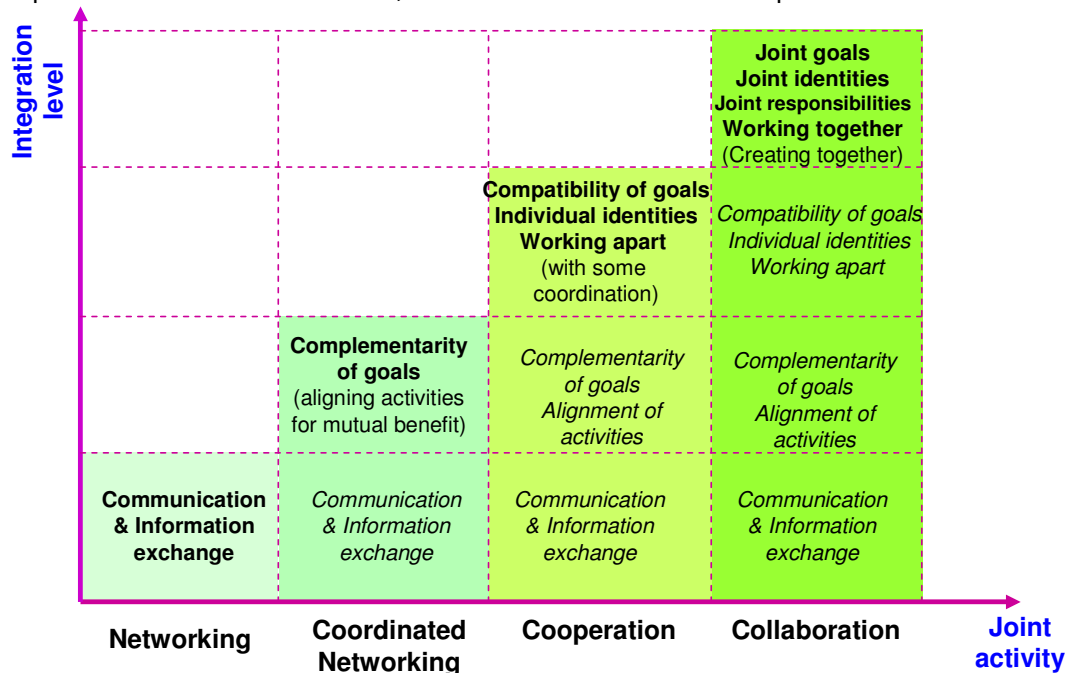 Integration
level
Joint goals
Joint identities
Joint responsibilities
Working together
(Creating together)
Compatibility of goals
Individual identities
Working apart
(with some
coordination)
Compatibility of goals
Individual identities
Working apart
Complementarity
of goals
(aligning activities
for mutual benefit)
Complementarity
of goals
Alignment of
activities
Complementarity
of goals
Alignment of
activities
Communication
& Information
exchange
Communication
& Information
exchange
Communication
& Information
exchange
Communication
& Information
exchange
Networking
Coordinated
Networking
Cooperation
Collaboration
Joint
activity